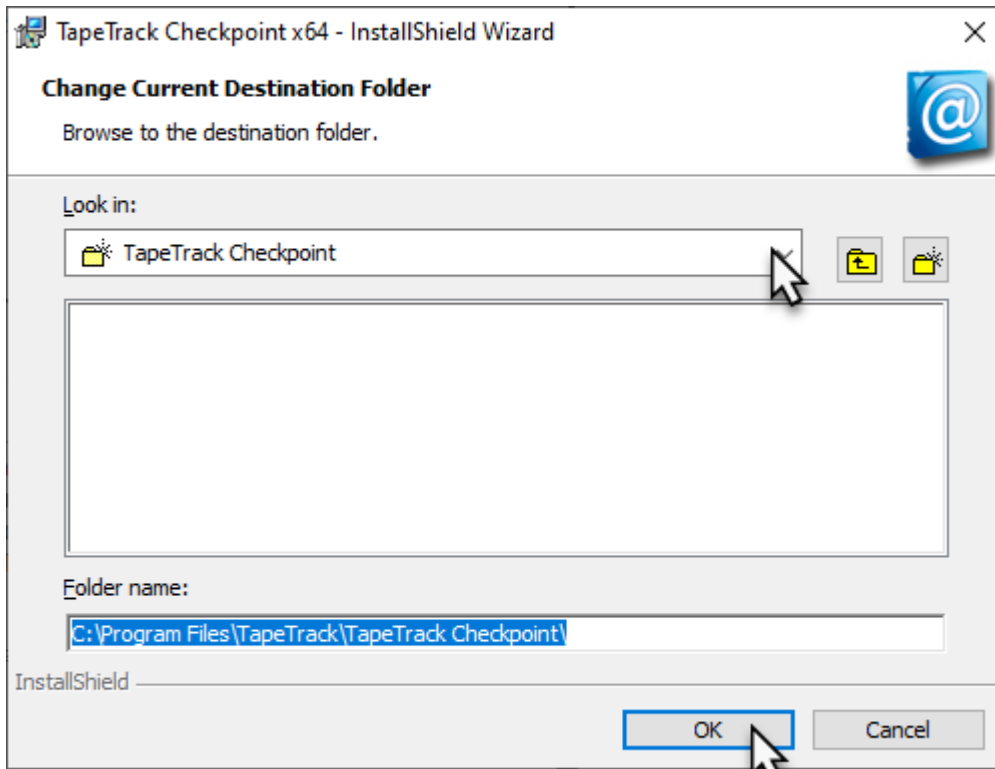 TapeTrack Checkpoint x64 - InstallShield Wizard
Change Current Destination Folder
Browse to the destination folder.
Look in:
TapeTrack Checkpoint
Folder name:
C:\Program Files\TapeTrack\TapeTrack Checkpoint\
InstallShield
OK
Cancel